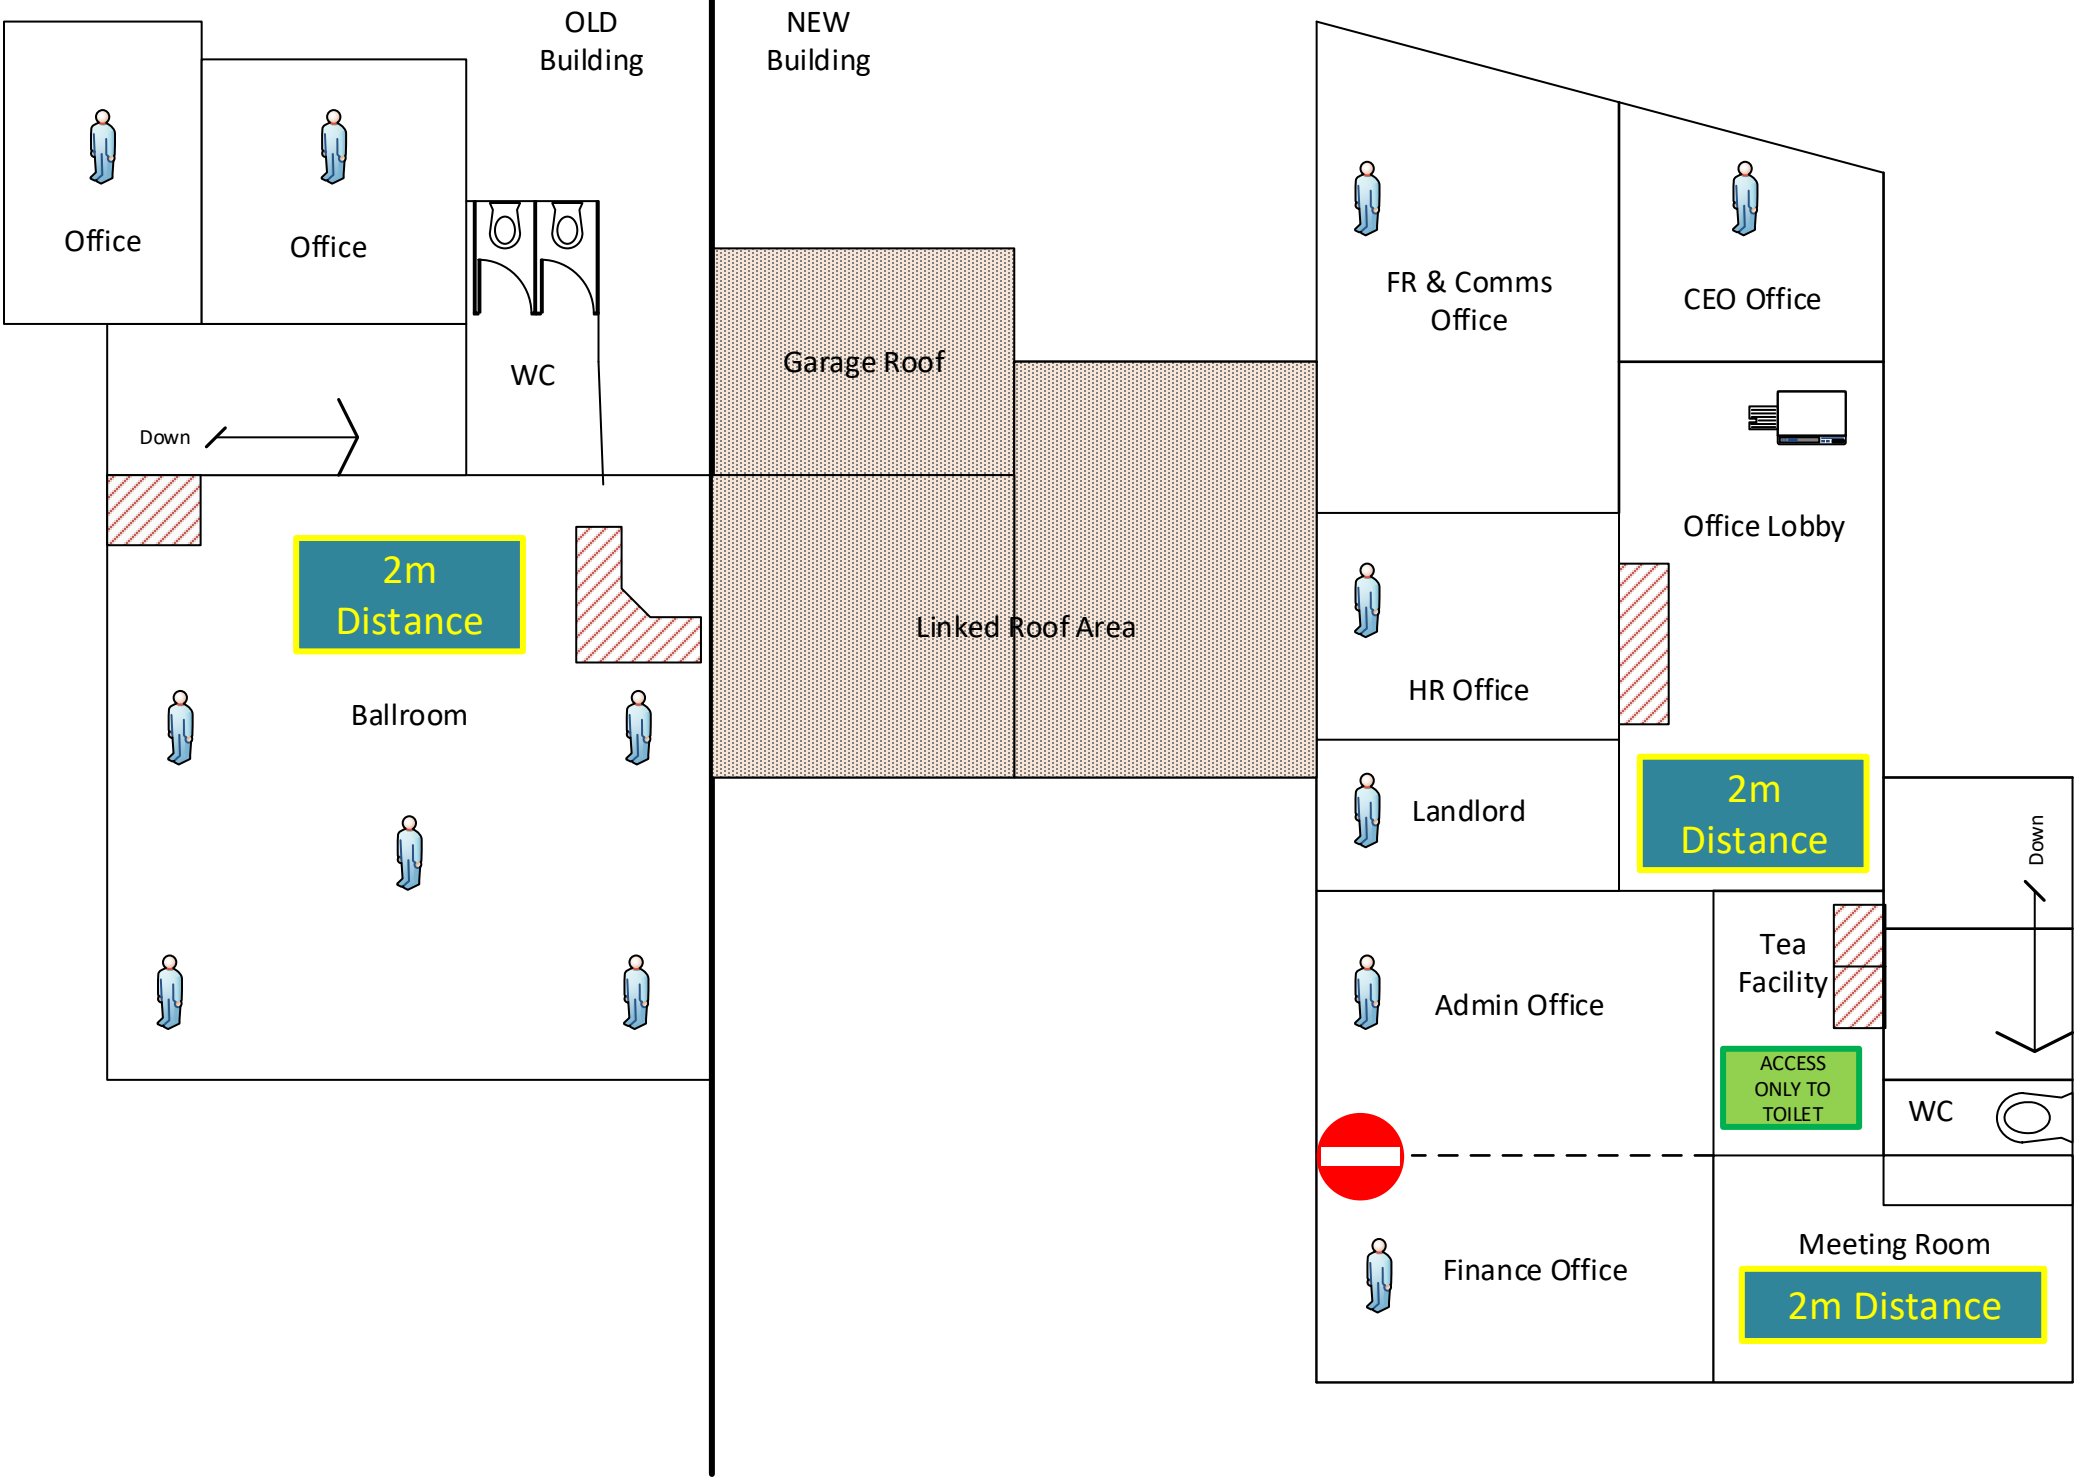 OLD
Building
NEW
Building
Office
Office
WC
Down
2m
Distance
Ballroom
Garage Roof
Linked Roof Area
FR & Comms
Office
CEO Office
Office Lobby
HR Office
Landlord
2m
Distance
Down
Tea
Facility
Admin Office
ACCESS
ONLY TO
TOILET
WC
Finance Office
Meeting Room
2m Distance